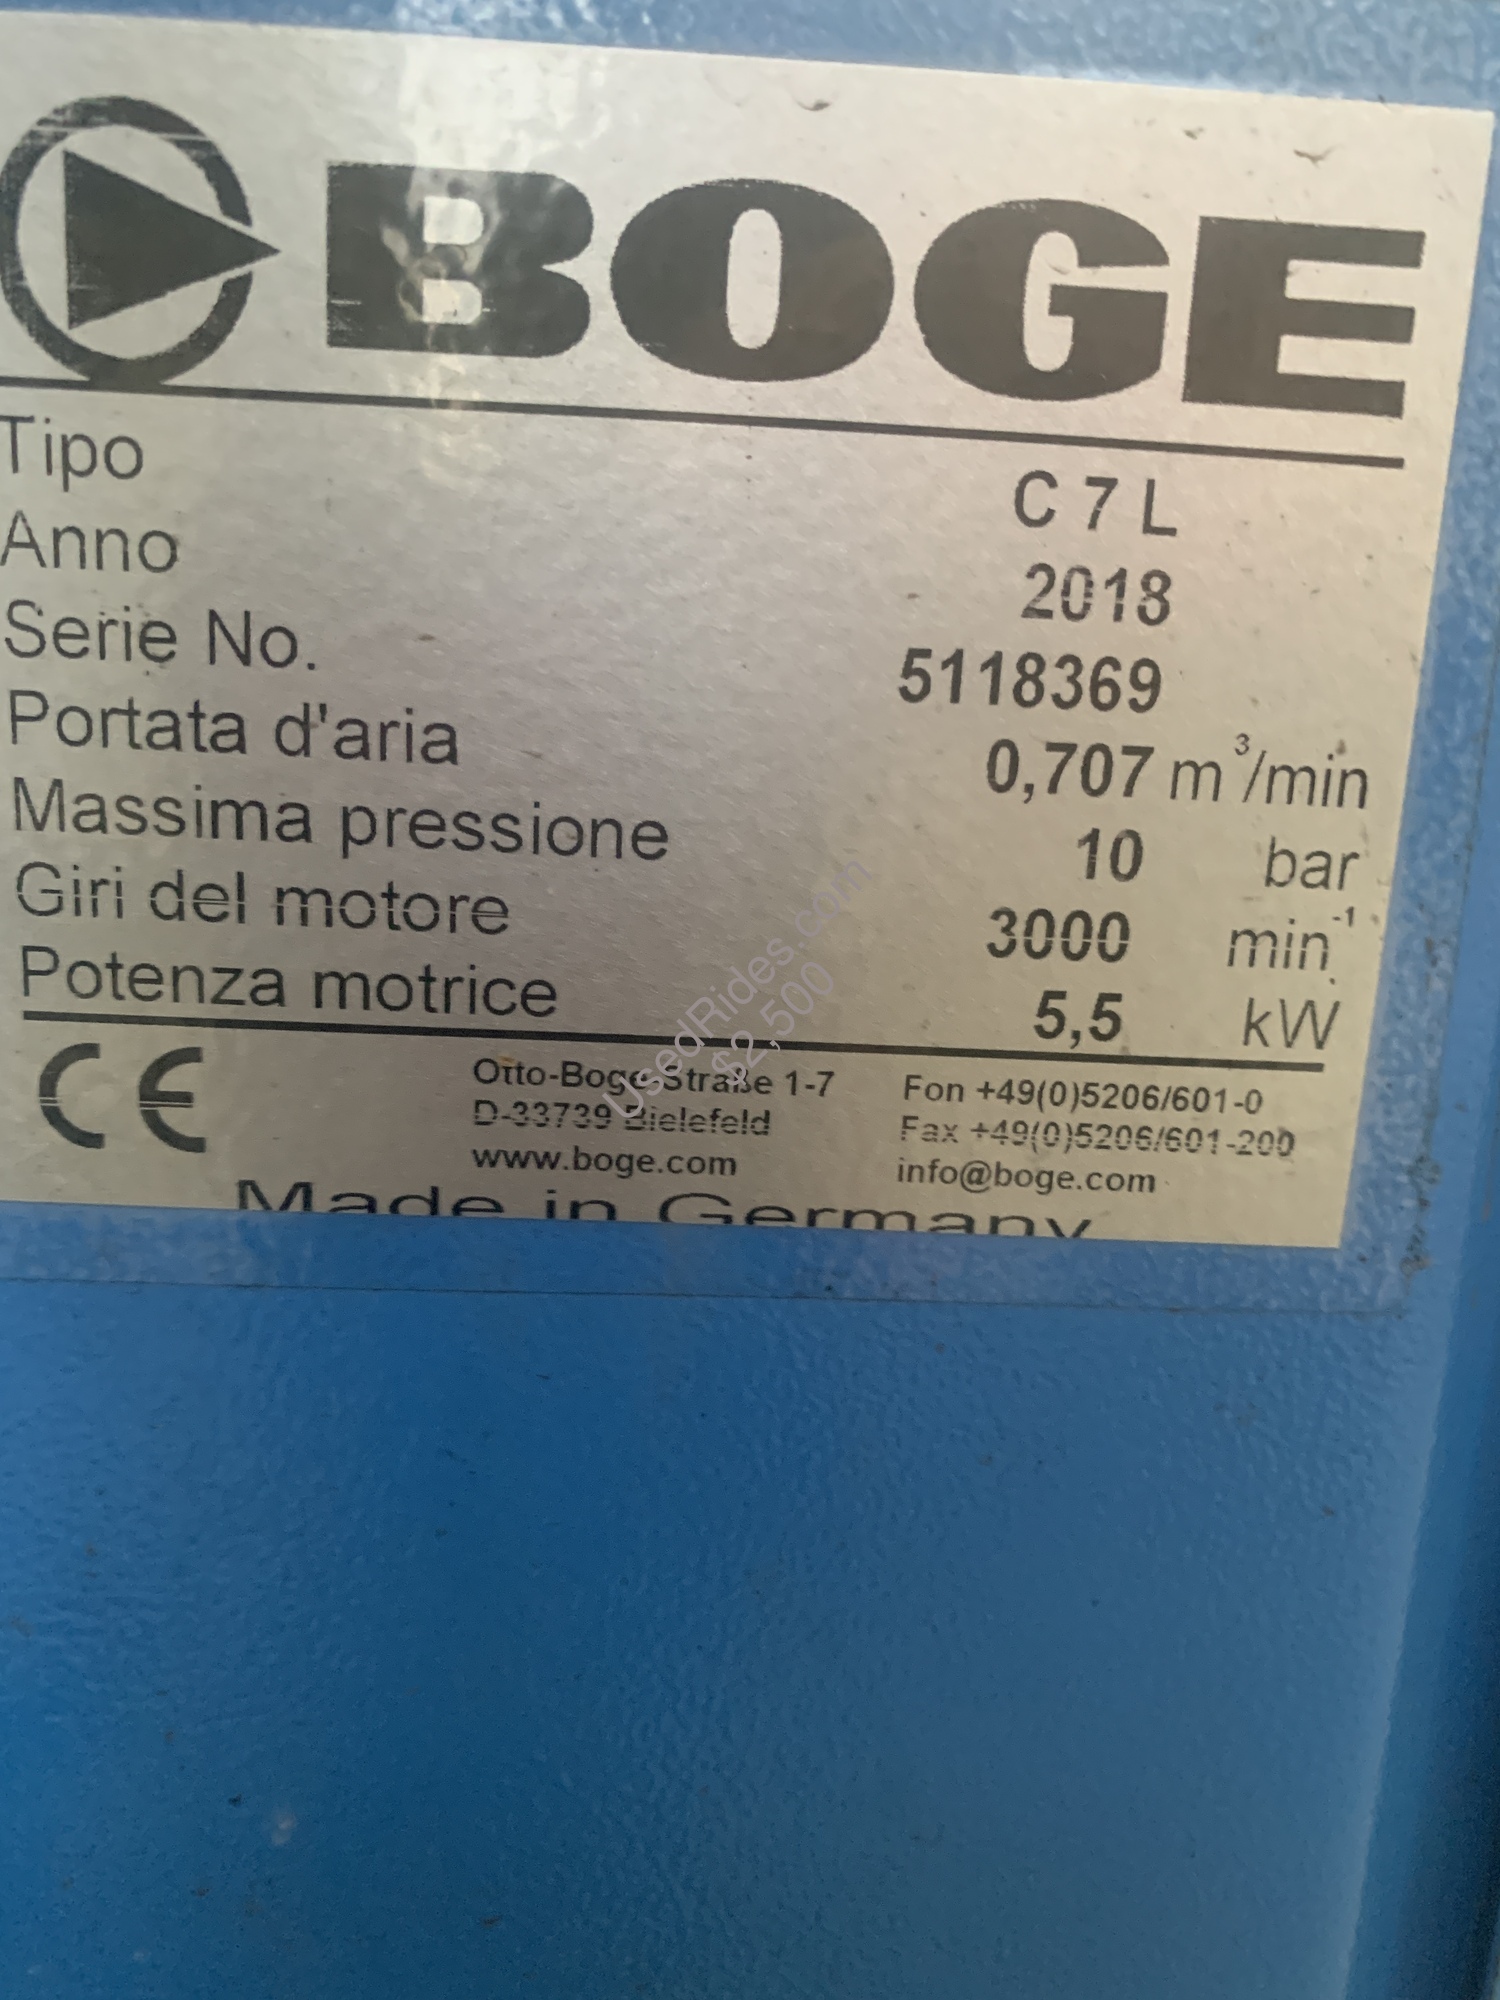 BOGE
Tipo C 7 L
Anno 2018
Serie No. 5118369
Portata d'aria 0,707 m³/min
Massima pressione 10 bar
Giri del motore 3000 min⁻¹
Potenza motrice 5,5 kW
CE
Otto-Boge-Straße 1-7 Fon +49(0)5206/601-0
D-33739 Bielefeld Fax +49(0)5206/601-200
www.boge.com info@boge.com
Made in Germany
UsedRides.com
$2,500